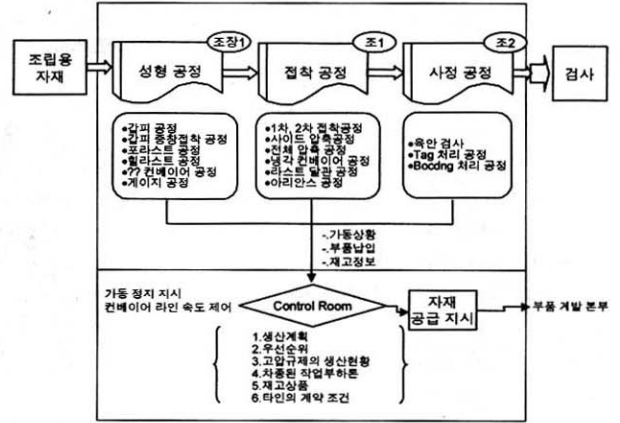 조장1
조1
조2
조립용
자재
성형 공정
접착 공정
사정 공정
검사
●갑피 공정
●갑피 중창접착 공정
●포라스트 공정
●힐라스트 공정
●?? 컨베이어 공정
●게이지 공정
●1차, 2차 접착공정
●사이드 압축공정
●전체 압축 공정
●냉각 컨베이어 공정
●라스트 탈관 공정
●아리안스 공정
●육안 검사
●Tag 처리 공정
●Bocdng 처리 공정
-.가동상황
-.부품납입
-.재고정보
가동 정지 지시
컨베이어 라인 속도 제어
Control Room
자재
공급 지시
부품 개발 본부
1.생산계획
2.우선순위
3.고압규제의 생산현황
4.차종된 작업부하톤
5.재고상품
6.타인의 계약 조건